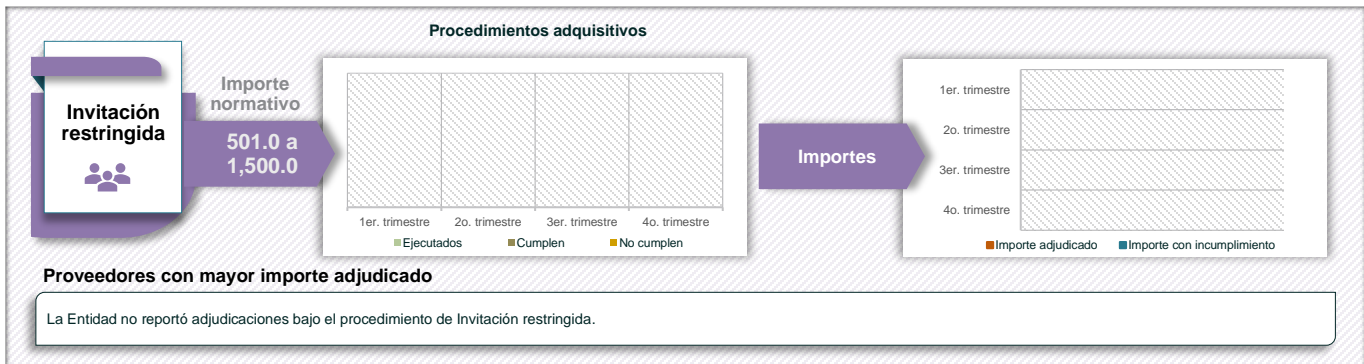 Procedimientos adquisitivos
Invitación
restringida
Importe
normativo
501.0 a
1,500.0
1er. trimestre 2o. trimestre 3er. trimestre 4o. trimestre
Ejecutados Cumplen No cumplen
Importes
1er. trimestre
2o. trimestre
3er. trimestre
4o. trimestre
Importe adjudicado Importe con incumplimiento
Proveedores con mayor importe adjudicado
La Entidad no reportó adjudicaciones bajo el procedimiento de Invitación restringida.